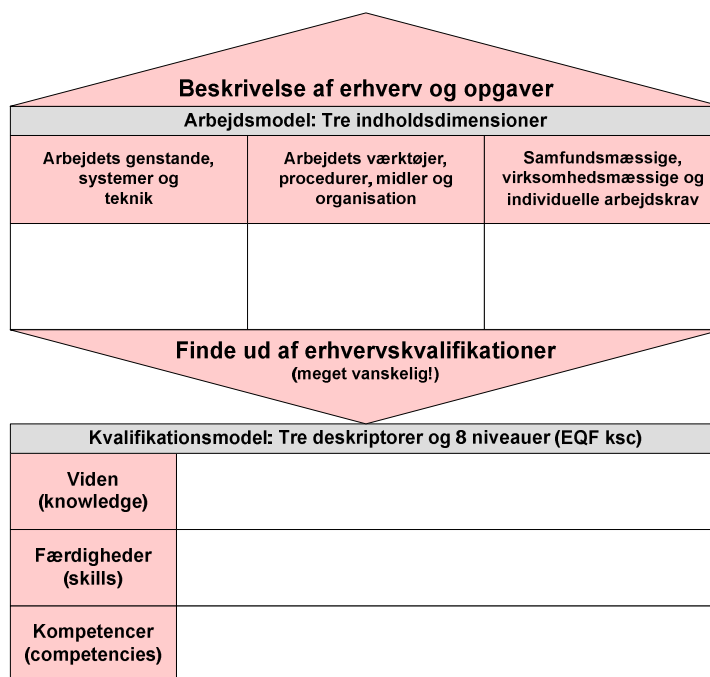 Beskrivelse af erhverv og opgaver
Arbejdsmodel: Tre indholdsdimensioner
Arbejdets genstande,
systemer og
teknik
Arbejdets værktøjer,
procedurer, midler og
organisation
Samfundsmæssige,
virksomhedsmæssige og
individuelle arbejdskrav
Finde ud af erhvervskvalifikationer
(meget vanskelig!)
Kvalifikationsmodel: Tre deskriptorer og 8 niveauer (EQF ksc)
Viden
(knowledge)
Færdigheder
(skills)
Kompetencer
(competencies)